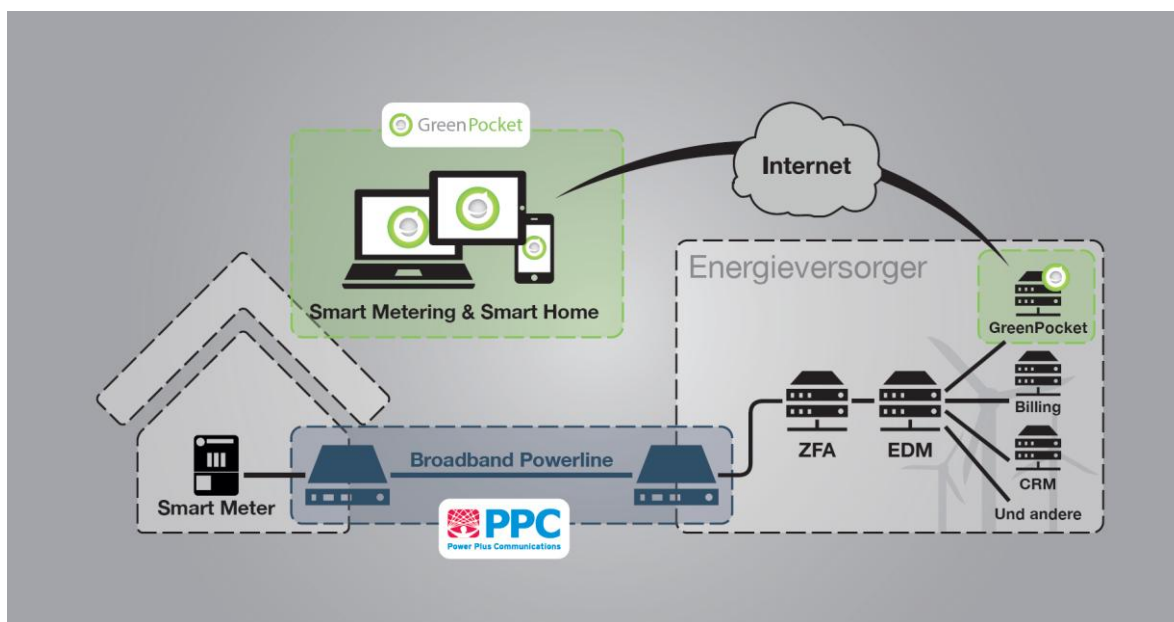 GreenPocket
Internet
Smart Metering & Smart Home
Energieversorger
GreenPocket
Billing
ZFA
EDM
CRM
Und andere
Smart Meter
Broadband Powerline
PPC
Power Plus Communications